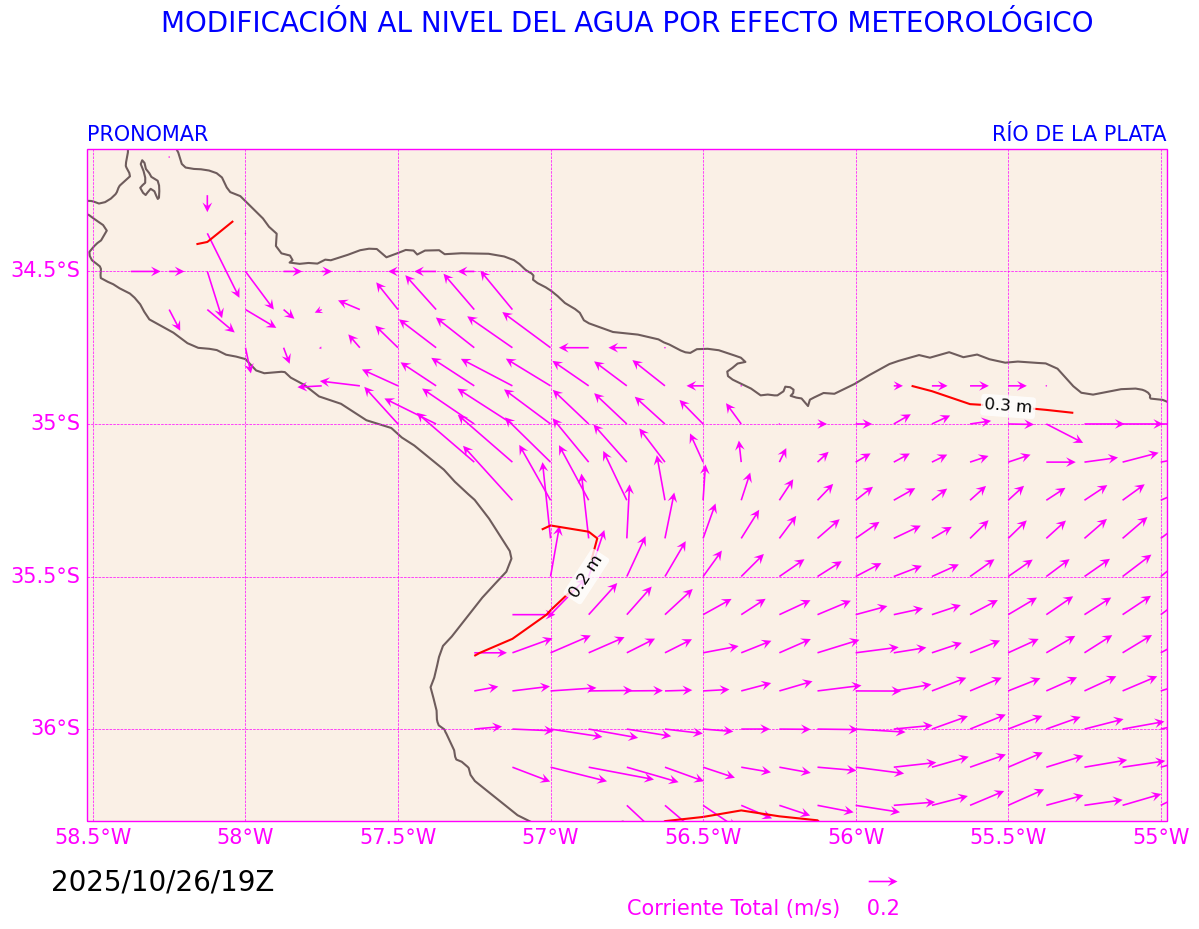 MODIFICACIÓN AL NIVEL DEL AGUA POR EFECTO METEOROLÓGICO
PRONOMAR
RÍO DE LA PLATA
34.5°S
0.3 m
35°S
0.2 m
35.5°S
36°S
58.5°W 58°W 57.5°W 57°W 56.5°W 56°W 55.5°W 55°W
2025/10/26/19Z
Corriente Total (m/s) 0.2